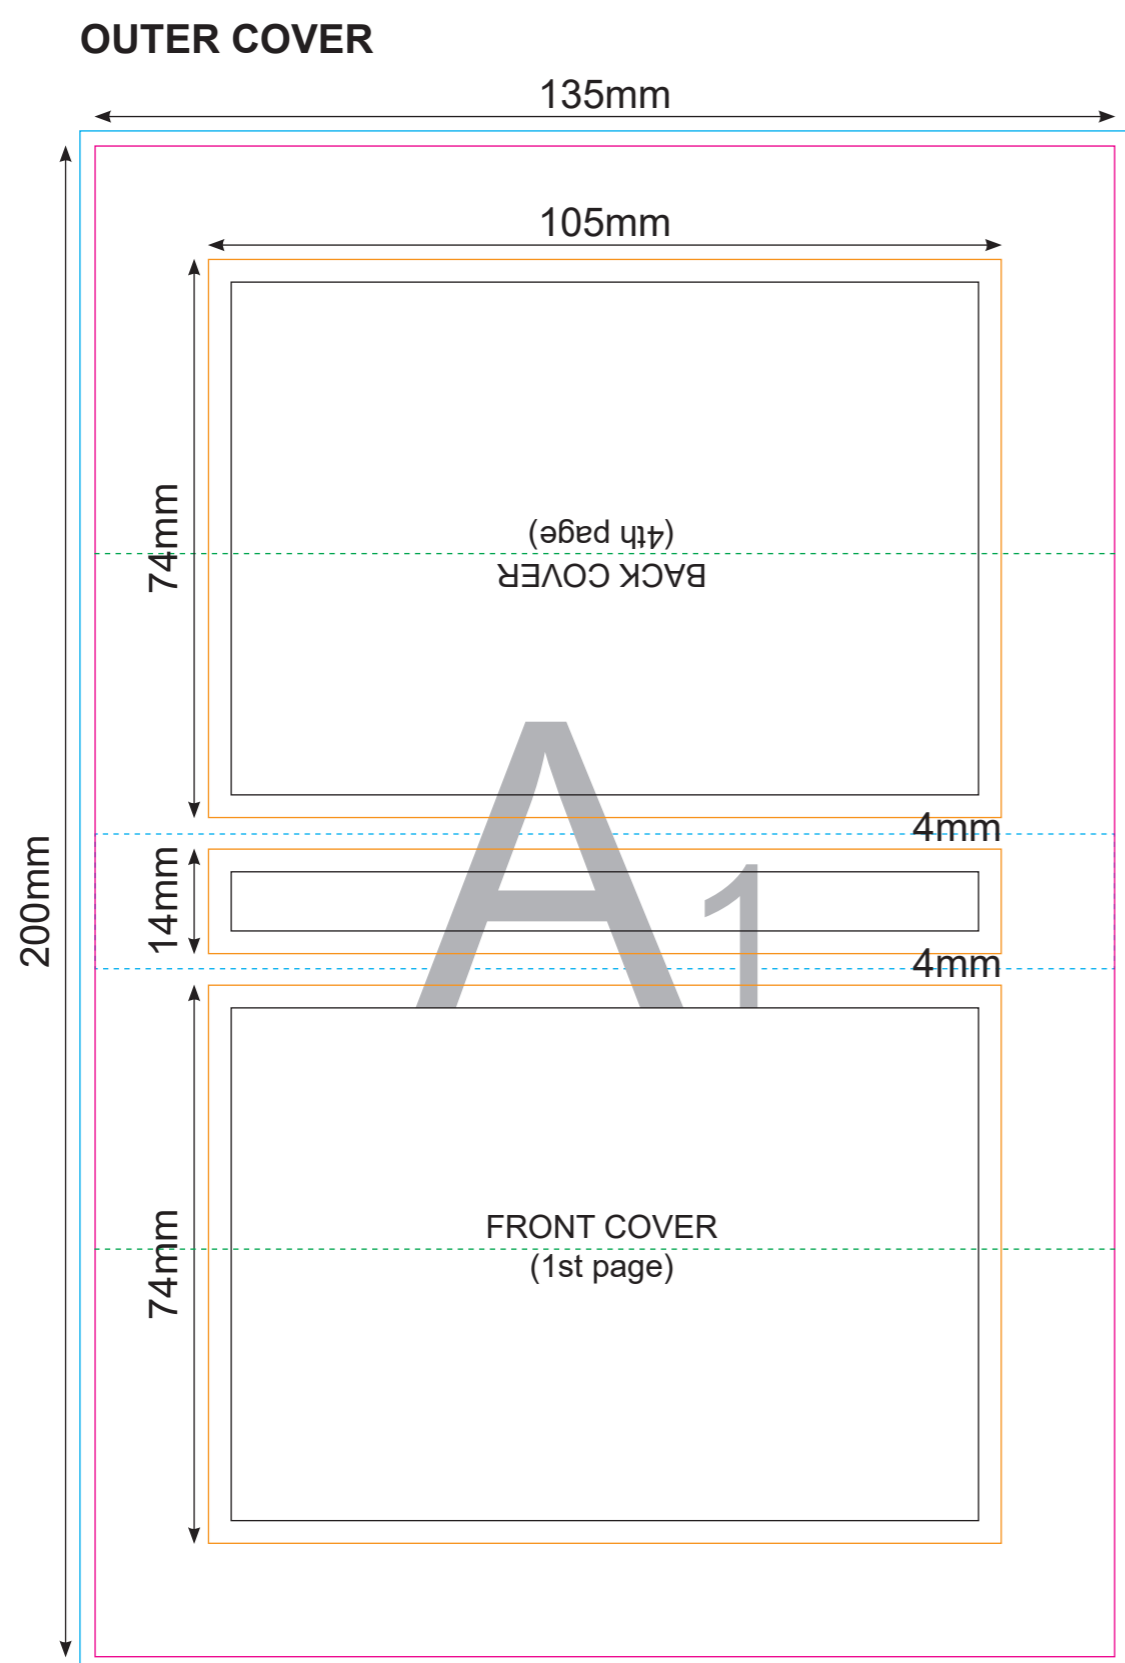 OUTER COVER
135mm
105mm
74mm
(4th page)
BACK COVER
4mm
14mm
200mm
A1
4mm
FRONT COVER
(1st page)
74mm